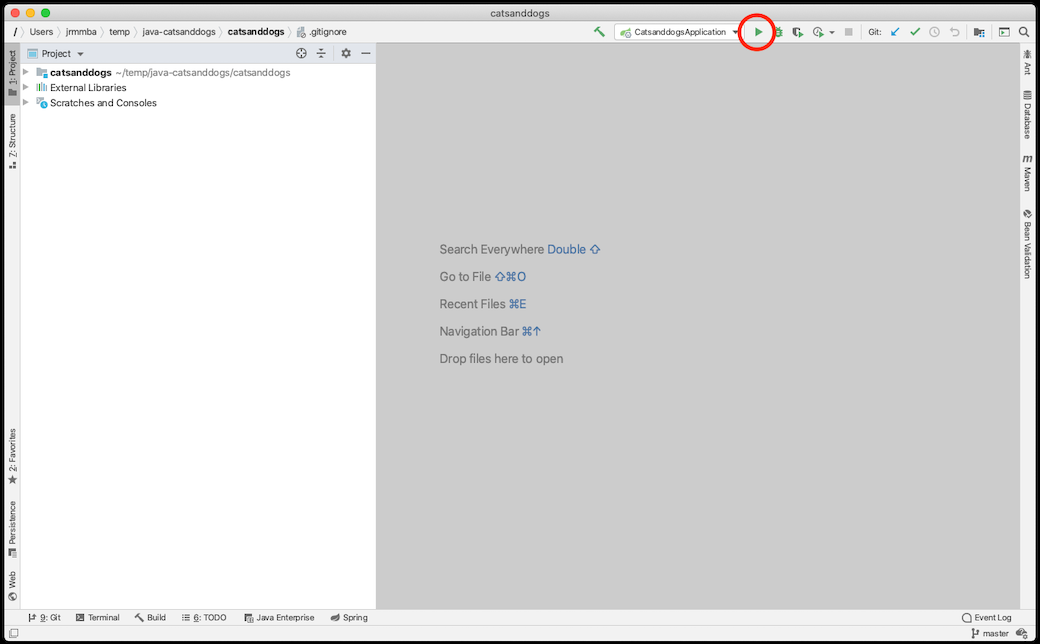 catsanddogs
/ Users jrmmba temp java-catsanddogs catsanddogs .gitignore CatsanddogsApplication Git:
Project
1: Project
catsanddogs ~/temp/java-catsanddogs/catsanddogs
External Libraries
Scratches and Consoles
7: Structure
2: Favorites
Persistence
Web
Search Everywhere Double ⇧
Go to File ⇧⌘O
Recent Files ⌘E
Navigation Bar ⌘↑
Drop files here to open
Ant
Database
m Maven
Bean Validation
9: Git Terminal Build 6: TODO Java Enterprise Spring Event Log
master